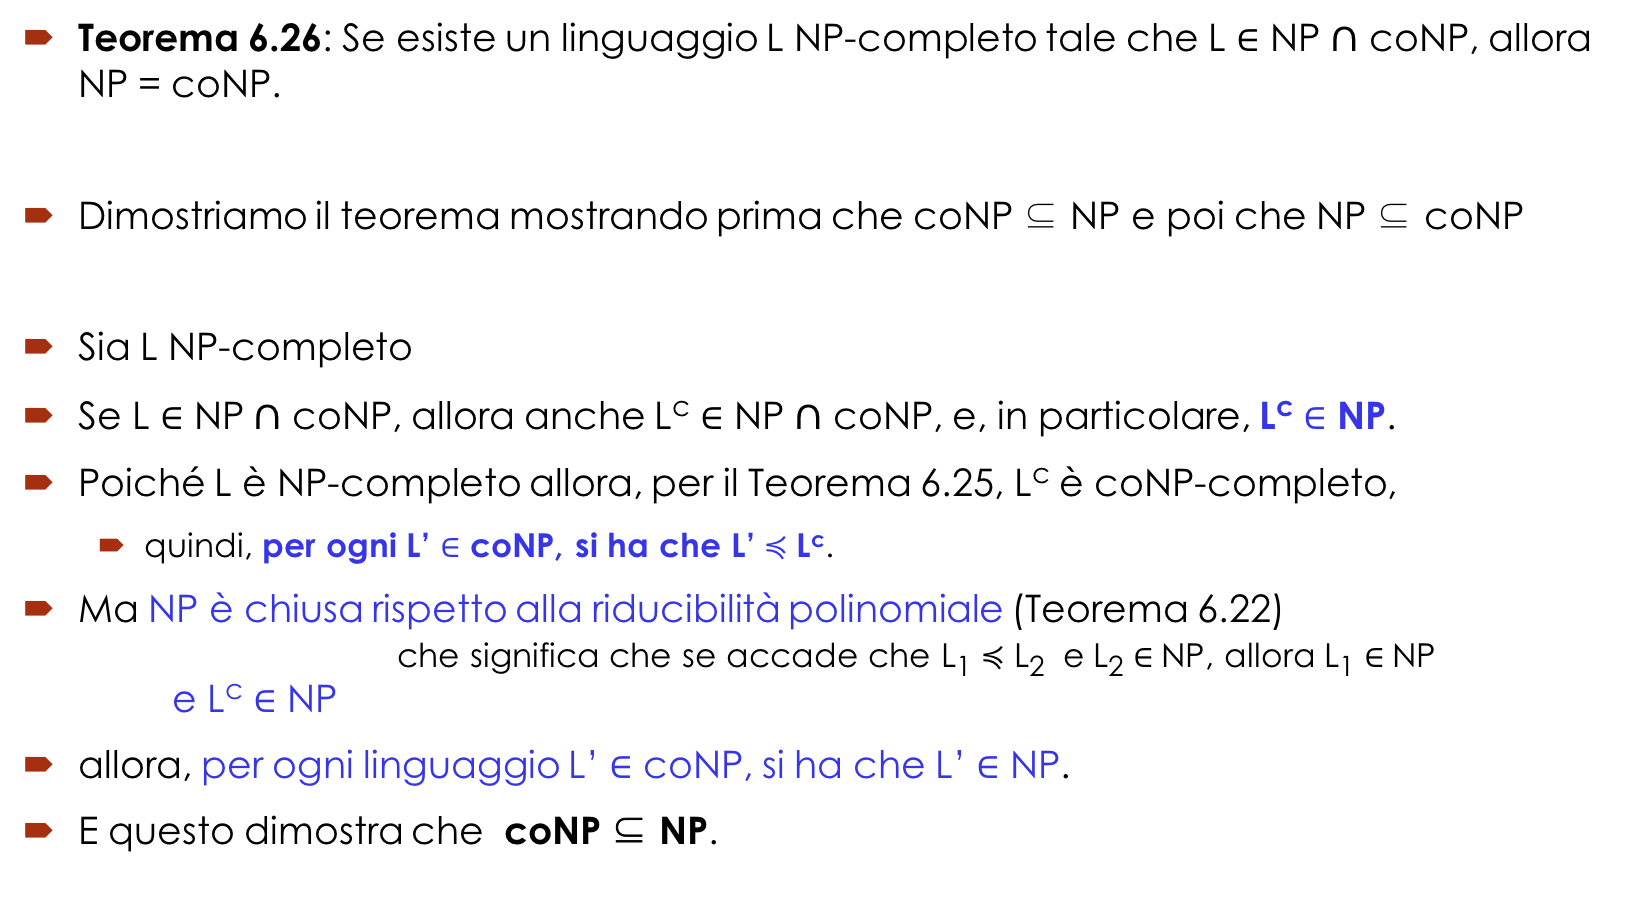 Teorema 6.26: Se esiste un linguaggio L NP-completo tale che L ∈ NP ∩ coNP, allora
NP = coNP.
Dimostriamo il teorema mostrando prima che coNP ⊆ NP e poi che NP ⊆ coNP
Sia L NP-completo
Se L ∈ NP ∩ coNP, allora anche Lᶜ ∈ NP ∩ coNP, e, in particolare, Lᶜ ∈ NP.
Poiché L è NP-completo allora, per il Teorema 6.25, Lᶜ è coNP-completo,
quindi, per ogni L’ ∈ coNP, si ha che L’ ≼ Lᶜ.
Ma NP è chiusa rispetto alla riducibilità polinomiale (Teorema 6.22)
che significa che se accade che L₁ ≼ L₂ e L₂ ∈ NP, allora L₁ ∈ NP
e Lᶜ ∈ NP
allora, per ogni linguaggio L’ ∈ coNP, si ha che L’ ∈ NP.
E questo dimostra che coNP ⊆ NP.